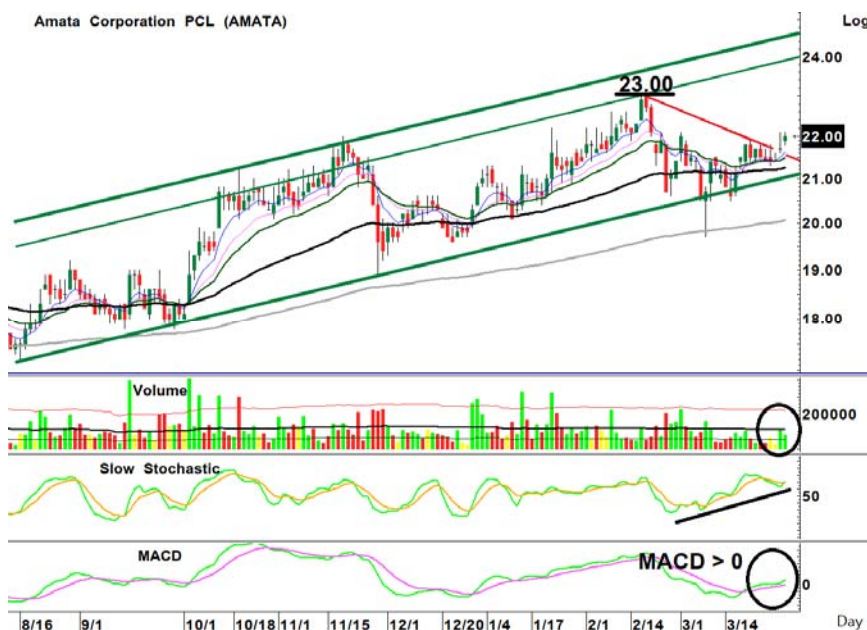 Amata Corporation PCL (AMATA)
Log
24.00
23.00
22.00
21.00
20.00
19.00
18.00
Volume
200000
Slow Stochastic
50
MACD
MACD > 0
0
8/16 9/1 10/1 10/18 11/1 11/15 12/1 12/20 1/4 1/17 2/1 2/14 3/1 3/14 Day